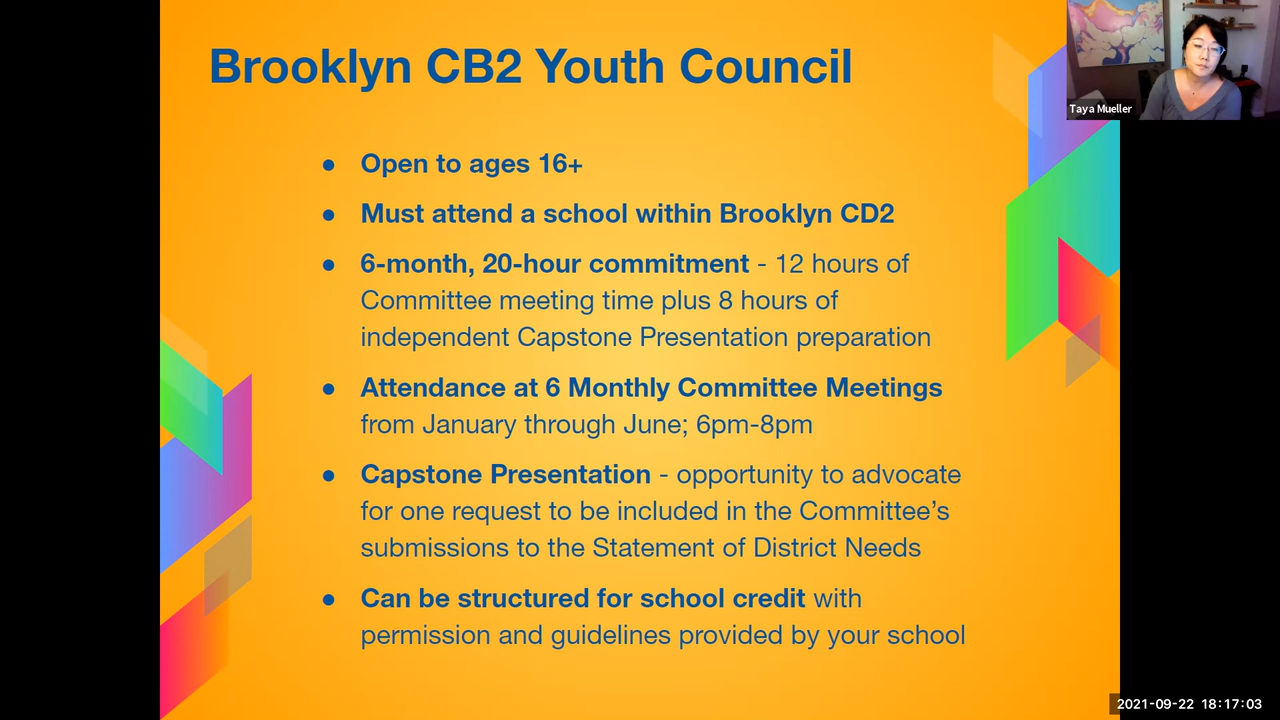 Brooklyn CB2 Youth Council
Taya Mueller
● Open to ages 16+
● Must attend a school within Brooklyn CD2
● 6-month, 20-hour commitment - 12 hours of
Committee meeting time plus 8 hours of
independent Capstone Presentation preparation
● Attendance at 6 Monthly Committee Meetings
from January through June; 6pm-8pm
● Capstone Presentation - opportunity to advocate
for one request to be included in the Committee’s
submissions to the Statement of District Needs
● Can be structured for school credit with
permission and guidelines provided by your school
2021-09-22 18:17:03